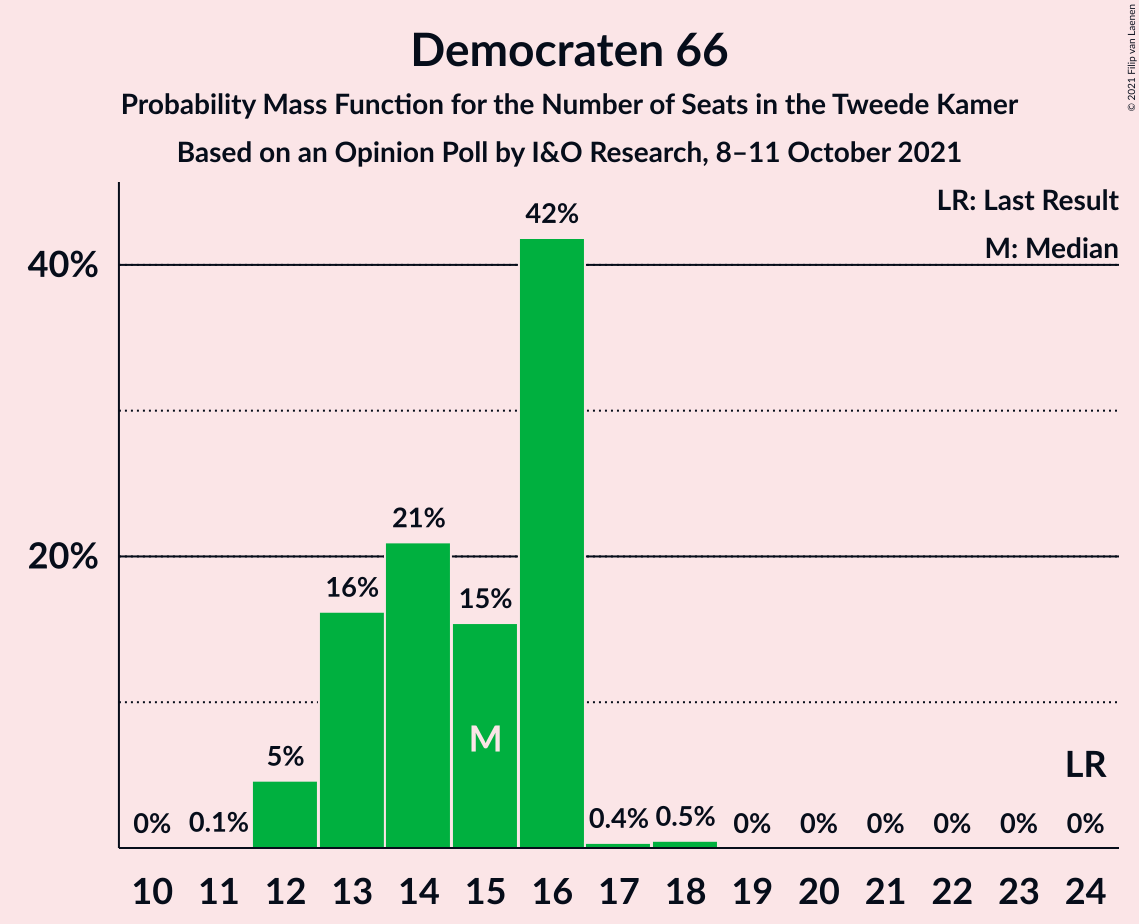 Democraten 66
Probability Mass Function for the Number of Seats in the Tweede Kamer
Based on an Opinion Poll by I&O Research, 8–11 October 2021
© 2021 Filip van Laenen
LR: Last Result
M: Median
40%
20%
0%
0.1%
5%
16%
21%
15%
42%
0.4%
0.5%
0%
0%
0%
0%
0%
0%
M
LR
10 11 12 13 14 15 16 17 18 19 20 21 22 23 24